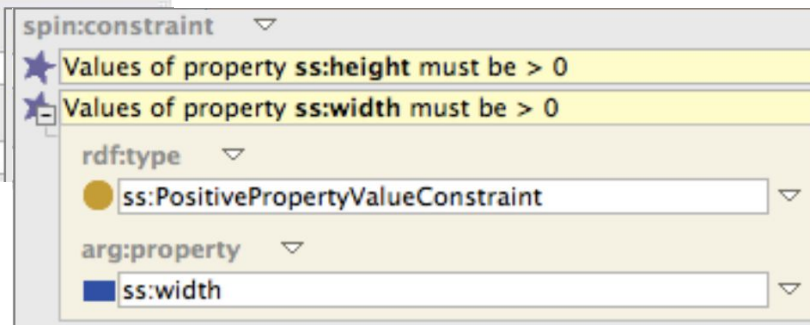 spin:constraint
Values of property ss:height must be > 0
Values of property ss:width must be > 0
rdf:type
ss:PositivePropertyValueConstraint
arg:property
ss:width